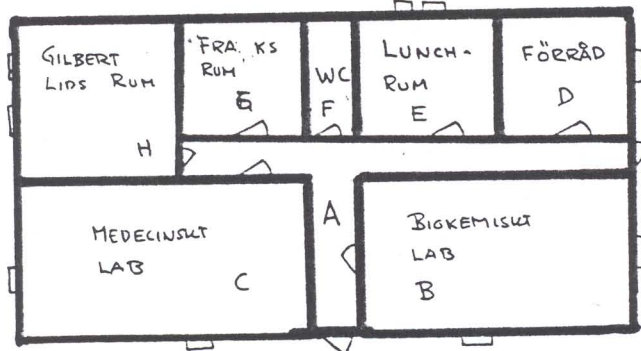 GILBERT
LIDS RUM
H
FRA KS
RUM
G
WC
F
LUNCH-
RUM
E
FÖRRÅD
D
A
MEDECINSKT
LAB
C
BIOKEMISKT
LAB
B